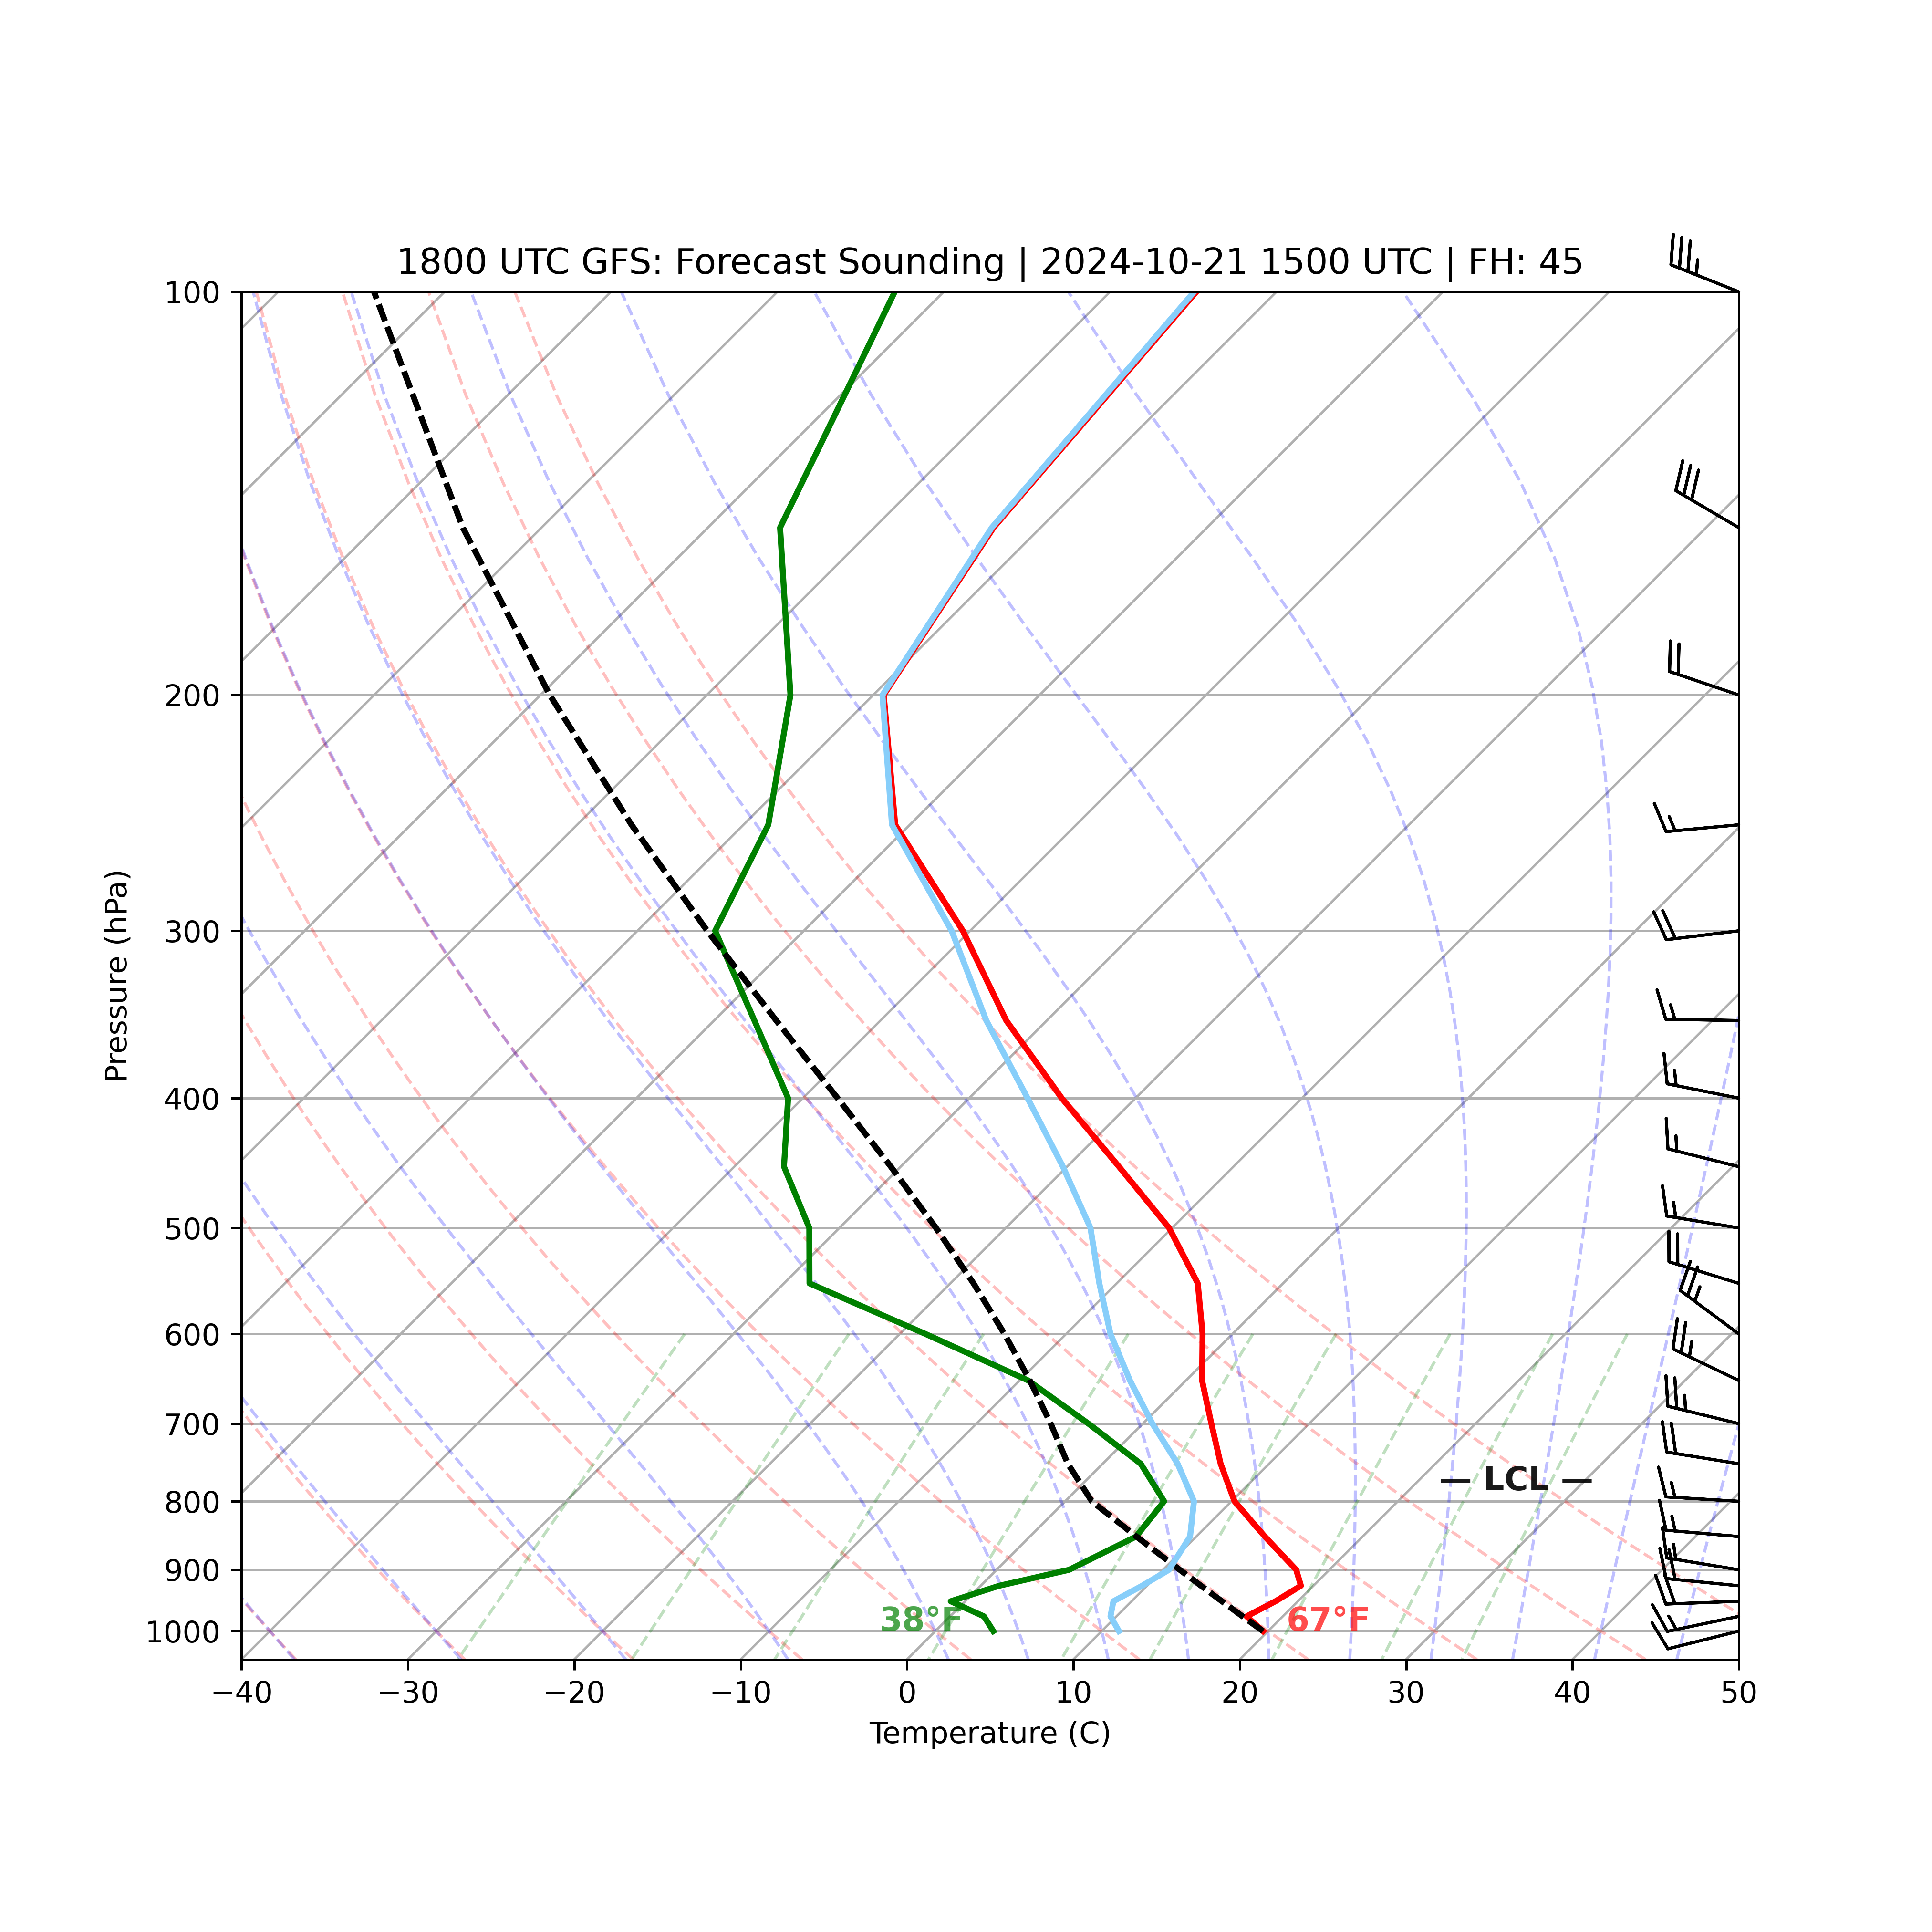 1800 UTC GFS: Forecast Sounding | 2024-10-21 1500 UTC | FH: 45
100
200
300
400
500
600
700
800
900
1000
Pressure (hPa)
— LCL —
38°F
67°F
−40 −30 −20 −10 0 10 20 30 40 50
Temperature (C)